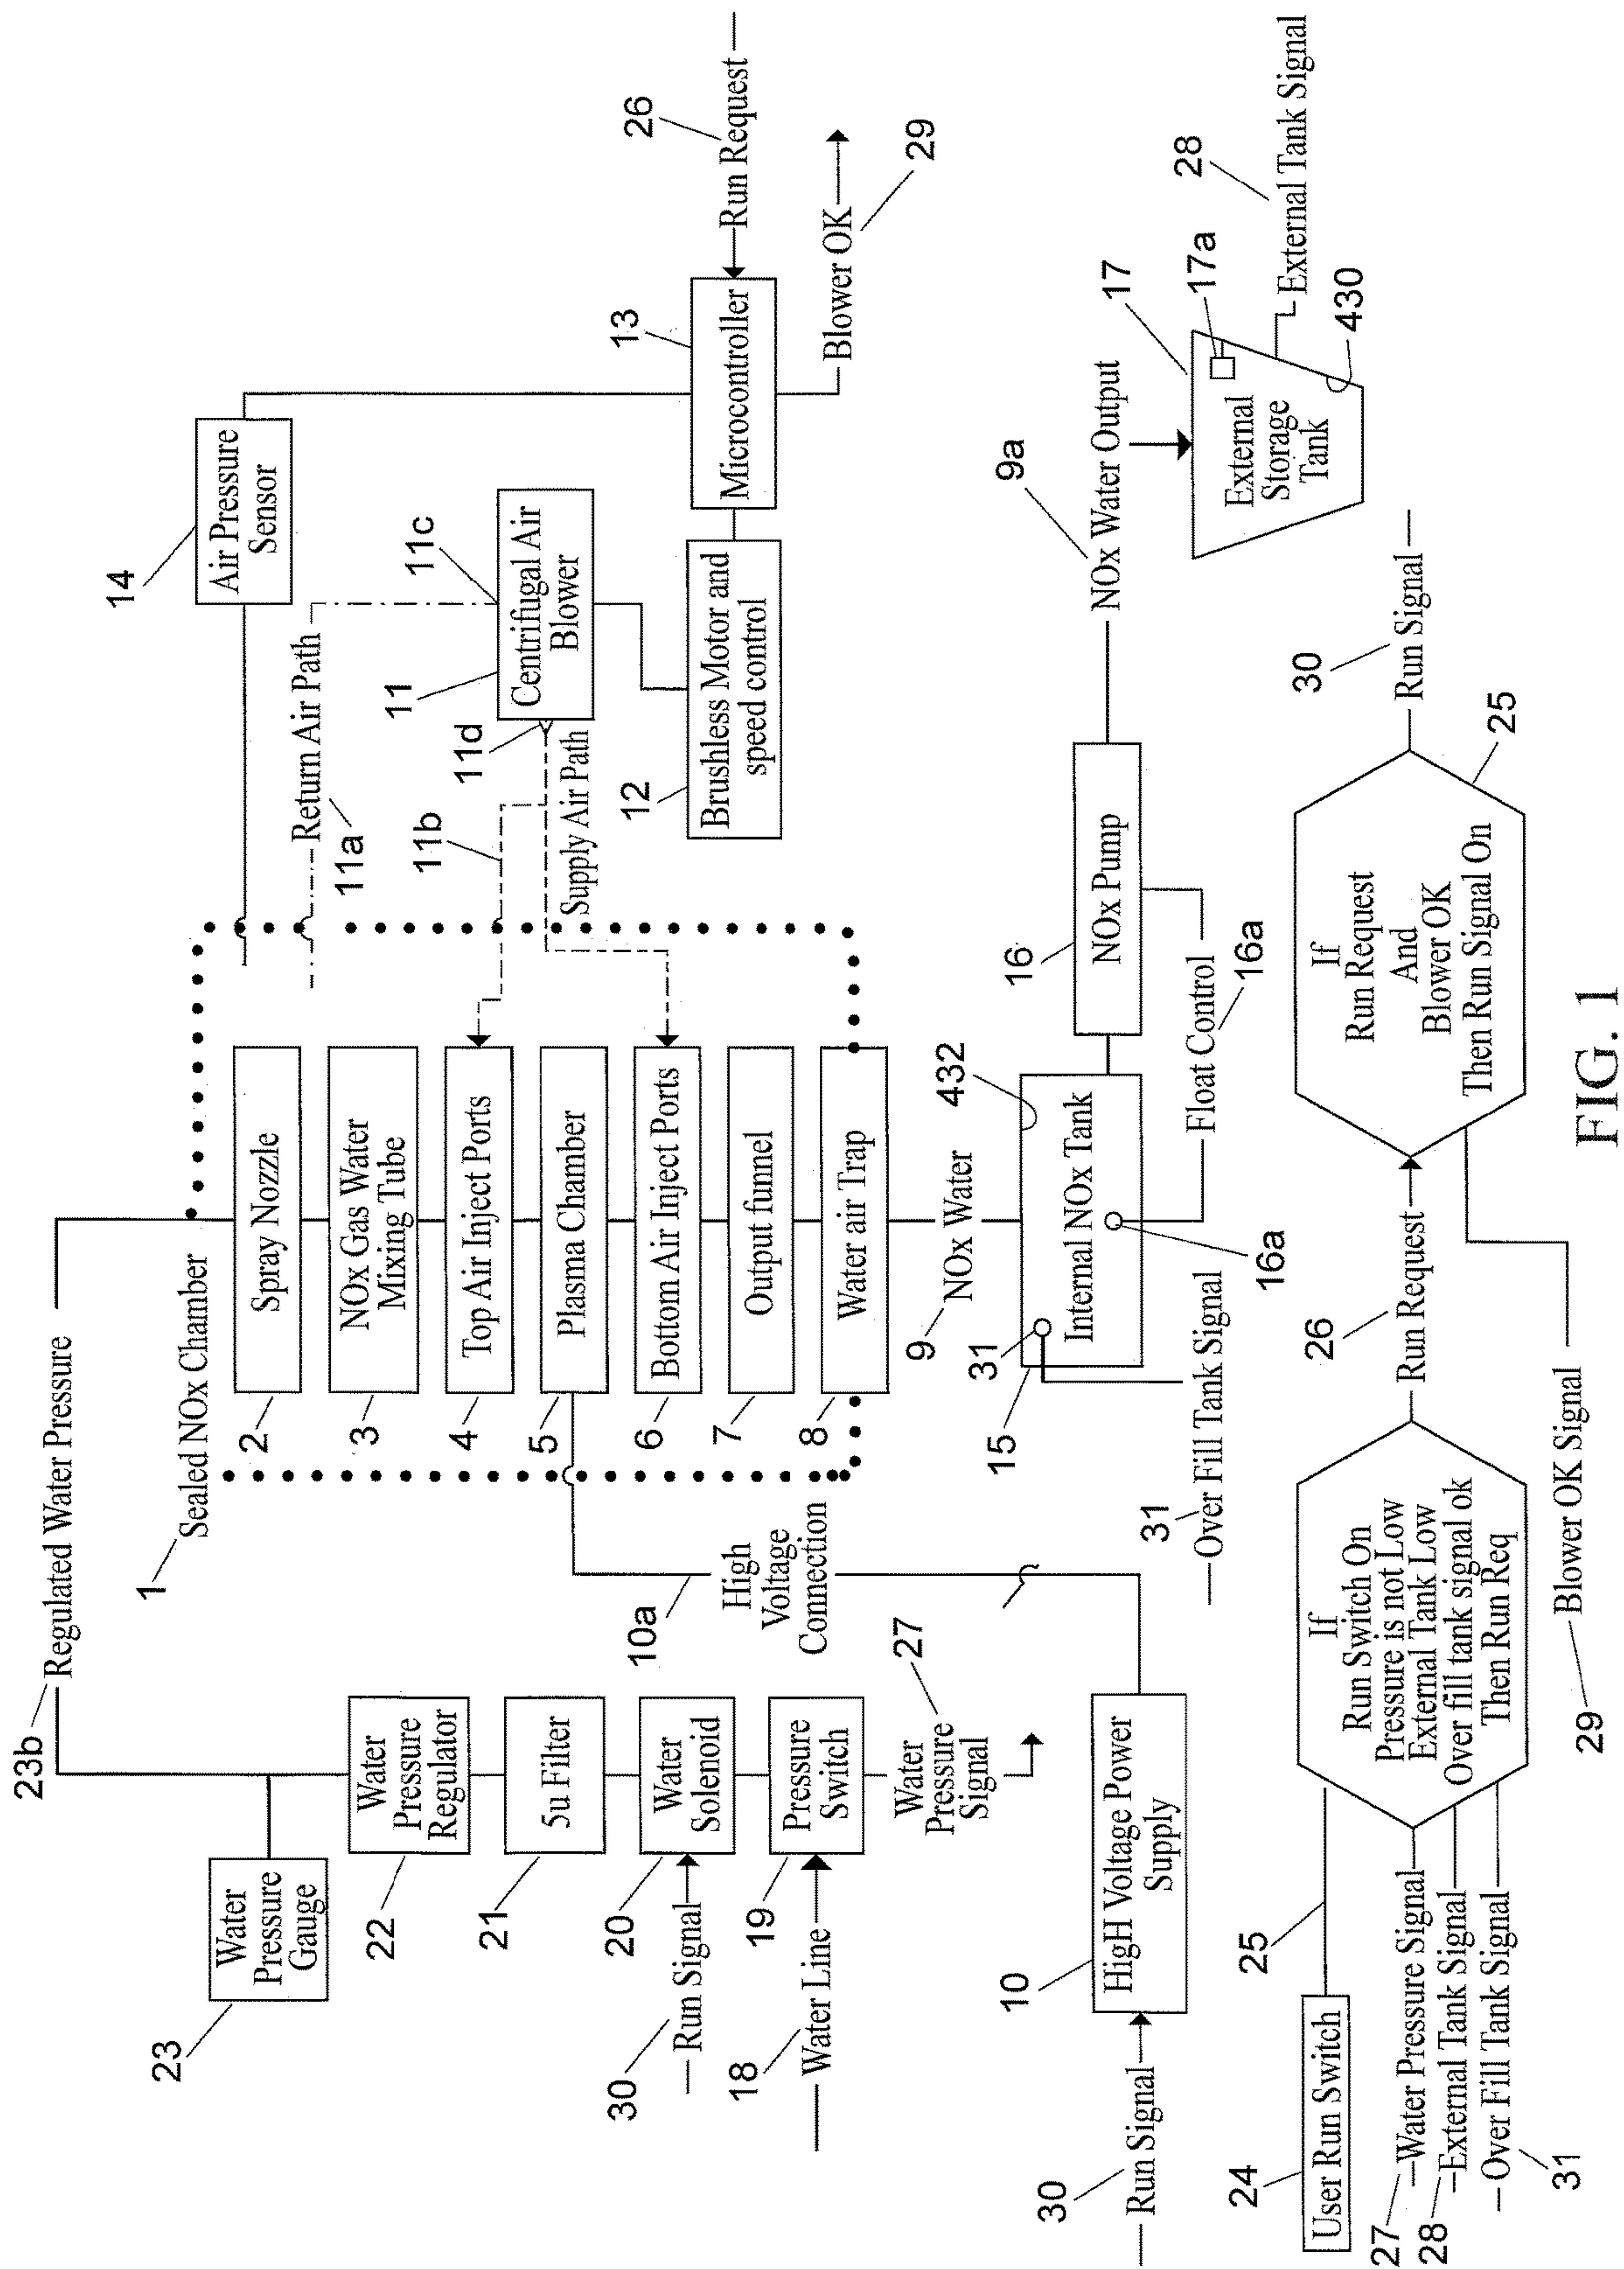 23b
Regulated Water Pressure
1
Sealed NOx Chamber
23
Water
Pressure
Gauge
22
Water
Pressure
Regulator
21
5u Filter
20
Water
Solenoid
30
Run Signal
19
Pressure
Switch
18
Water Line
Water
Pressure
Signal
27
2
Spray Nozzle
3
NOx Gas Water
Mixing Tube
4
Top Air Inject Ports
5
Plasma Chamber
6
Bottom Air Inject Ports
7
Output funnel
8
Water air Trap
10a
High
Voltage
Connection
14
Air Pressure
Sensor
Return Air Path
11a
11b
Supply Air Path
11
11c
11d
Centrifugal Air
Blower
12
Brushless Motor and
speed control
13
Microcontroller
26
Run Request
Blower OK
29
9
NOx Water
10
HigH Voltage Power
Supply
30
Run Signal
15
31
Internal NOx Tank
432
16a
31
Over Fill Tank Signal
Float Control
16a
16
NOx Pump
9a
NOx Water Output
17
17a
External
Storage
Tank
430
28
External Tank Signal
24
User Run Switch
25
27
Water Pressure Signal
28
External Tank Signal
Over Fill Tank Signal
31
If
Run Switch On
Pressure is not Low
External Tank Low
Over fill tank signal ok
Then Run Req
26
Run Request
29
Blower OK Signal
If
Run Request
And
Blower OK
Then Run Signal On
25
30
Run Signal
FIG. 1